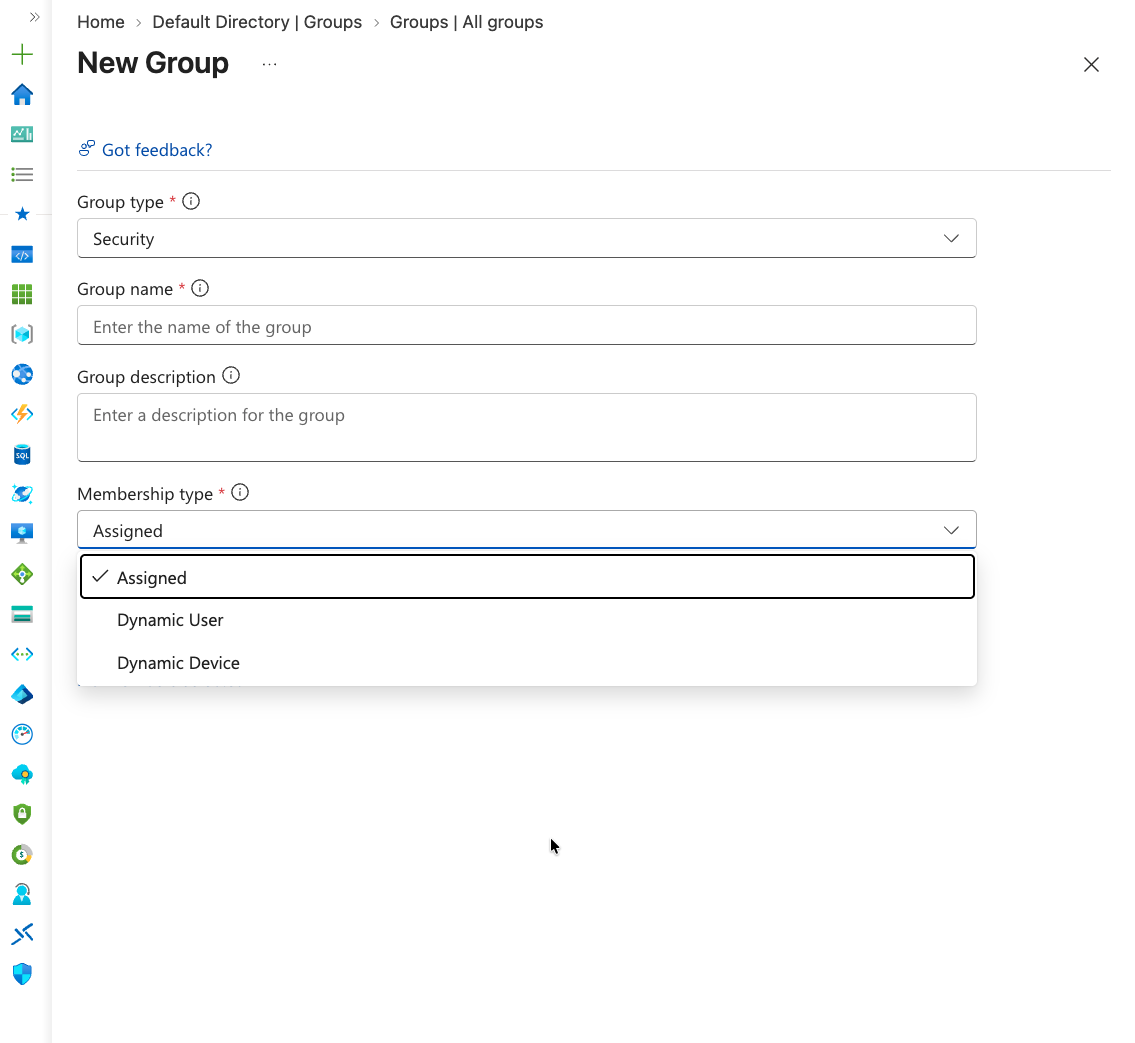 Home > Default Directory | Groups > Groups | All groups
New Group ...
Got feedback?
Group type *
Security
Group name *
Enter the name of the group
Group description
Enter a description for the group
Membership type *
Assigned
Assigned
Dynamic User
Dynamic Device
SQL